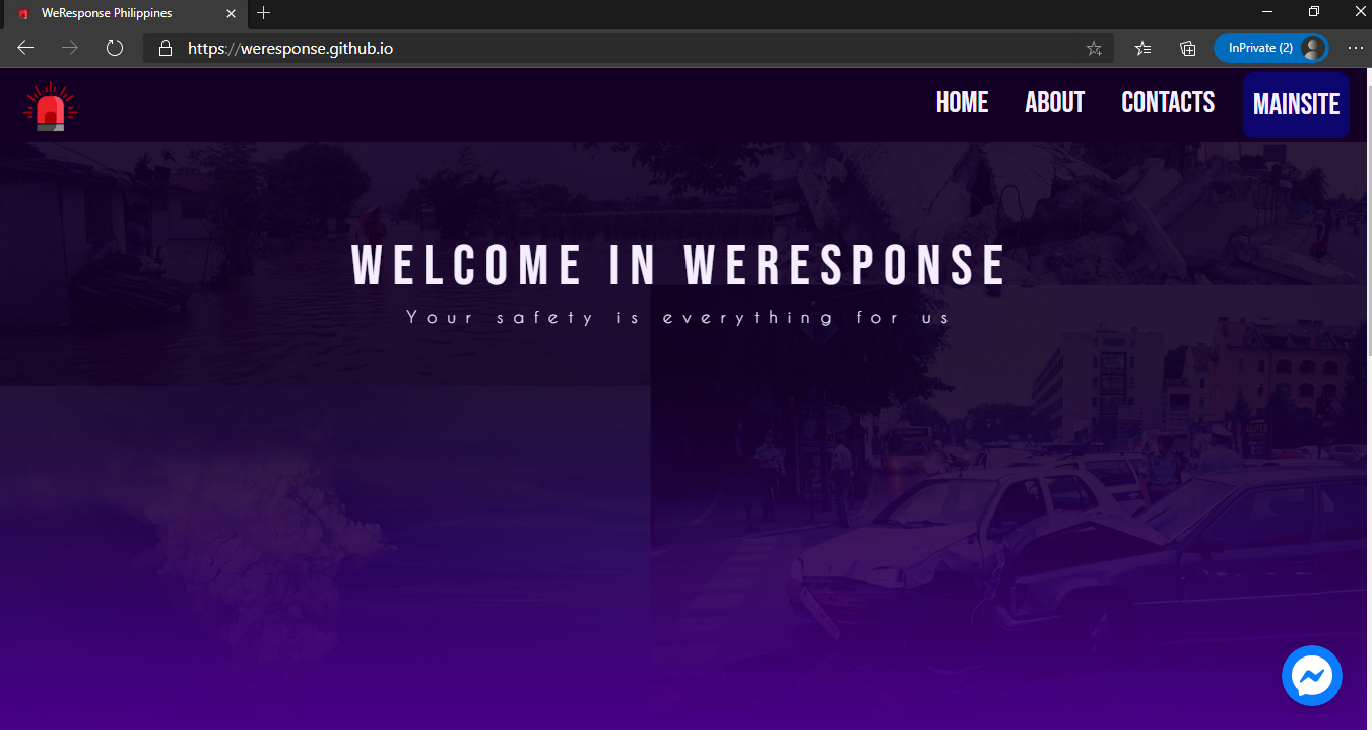 WeResponse Philippines
https://weresponse.github.io
InPrivate (2)
HOME ABOUT CONTACTS MAINSITE
WELCOME IN WERESPONSE
Your safety is everything for us